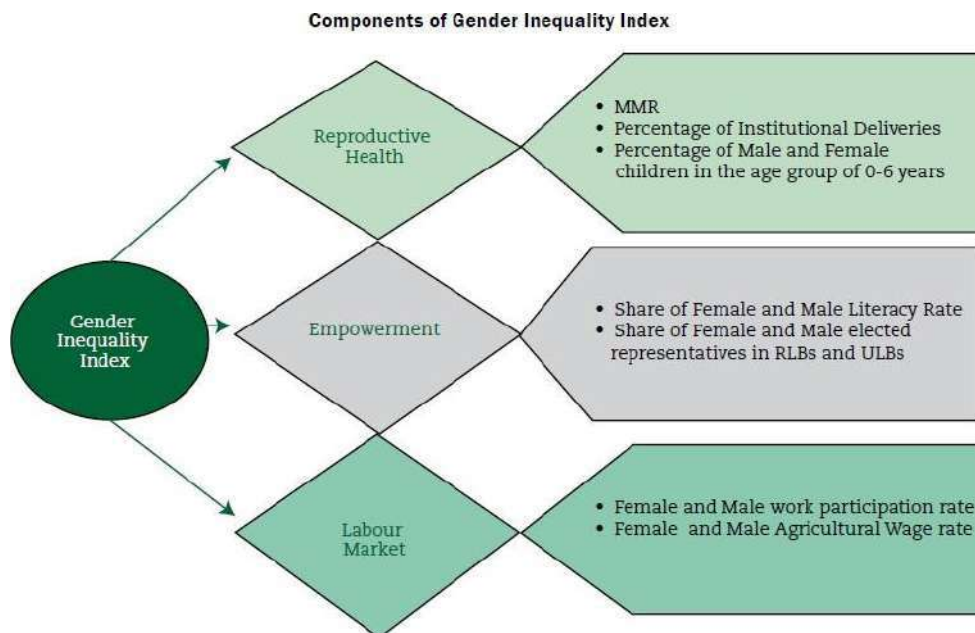 Components of Gender Inequality Index
Reproductive
Health
• MMR
• Percentage of Institutional Deliveries
• Percentage of Male and Female
children in the age group of 0-6 years
Gender
Inequality
Index
Empowerment
• Share of Female and Male Literacy Rate
• Share of Female and Male elected
representatives in RLBs and ULBs
Labour
Market
• Female and Male work participation rate
• Female and Male Agricultural Wage rate